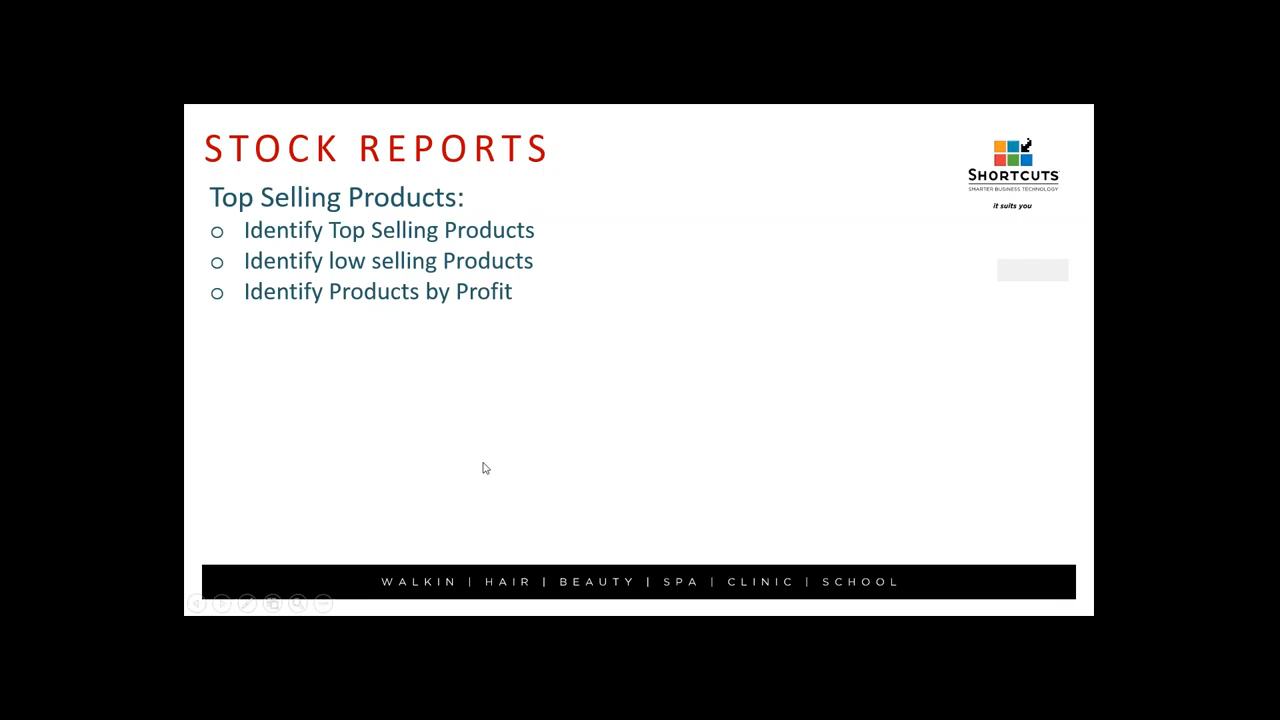 STOCK REPORTS
SHORTCUTS
SMARTER BUSINESS TECHNOLOGY
it suits you
Top Selling Products:
o Identify Top Selling Products
o Identify low selling Products
o Identify Products by Profit
WALKIN | HAIR | BEAUTY | SPA | CLINIC | SCHOOL